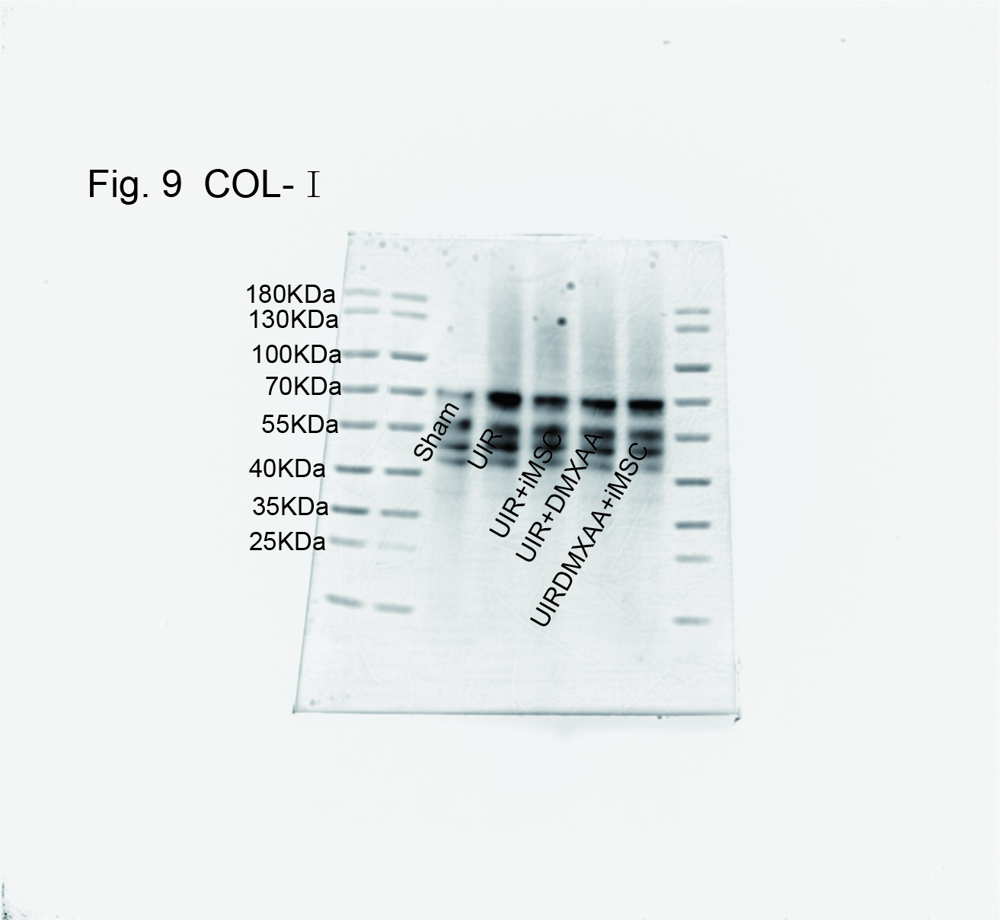 Fig. 9 COL-Ⅰ
180KDa
130KDa
100KDa
70KDa
55KDa
40KDa
35KDa
25KDa
Sham
UIR
UIR+iMSC
UIR+DMXAA
UIRDMXAA+iMSC